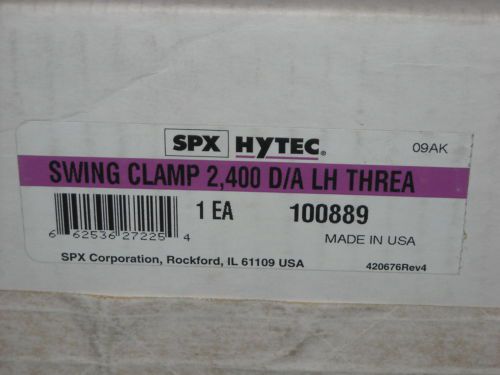 SPX HYTEC® 09AK
SWING CLAMP 2,400 D/A LH THREA
1 EA 100889
6 62536 27225 4
MADE IN USA
SPX Corporation, Rockford, IL 61109 USA 420676Rev4